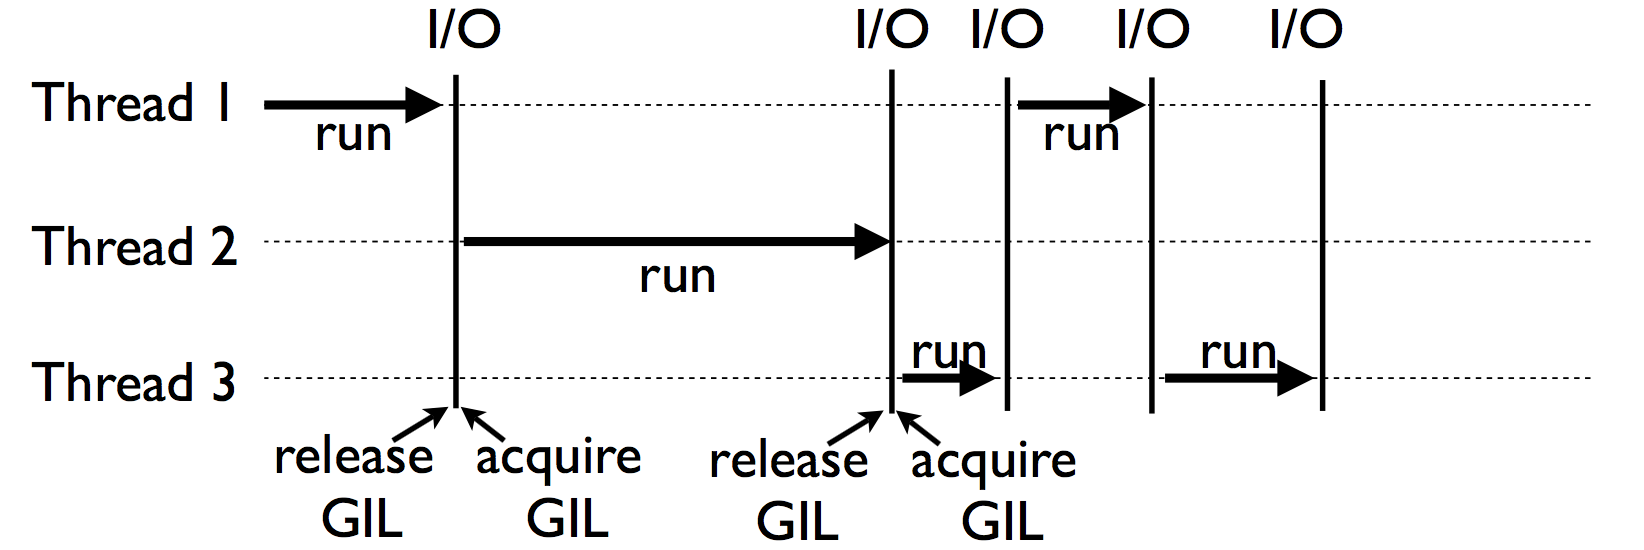 I/O I/O I/O I/O I/O
Thread 1
run run
Thread 2
run
run run
Thread 3
release acquire release acquire
GIL GIL GIL GIL